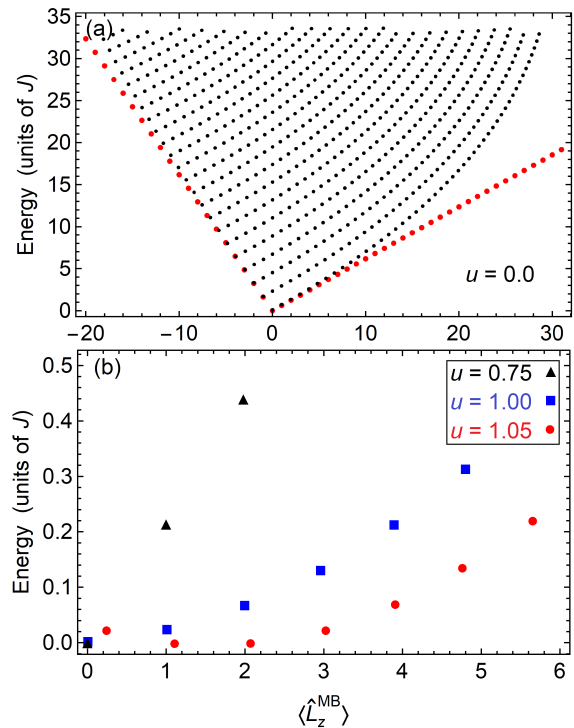 (a)
35
30
25
20
15
10
5
0
Energy (units of J)
u = 0.0
−20 −10 0 10 20 30
(b)
0.5
0.4
0.3
0.2
0.1
0.0
Energy (units of J)
u = 0.75
u = 1.00
u = 1.05
0 1 2 3 4 5 6
⟨L̂_z^MB⟩